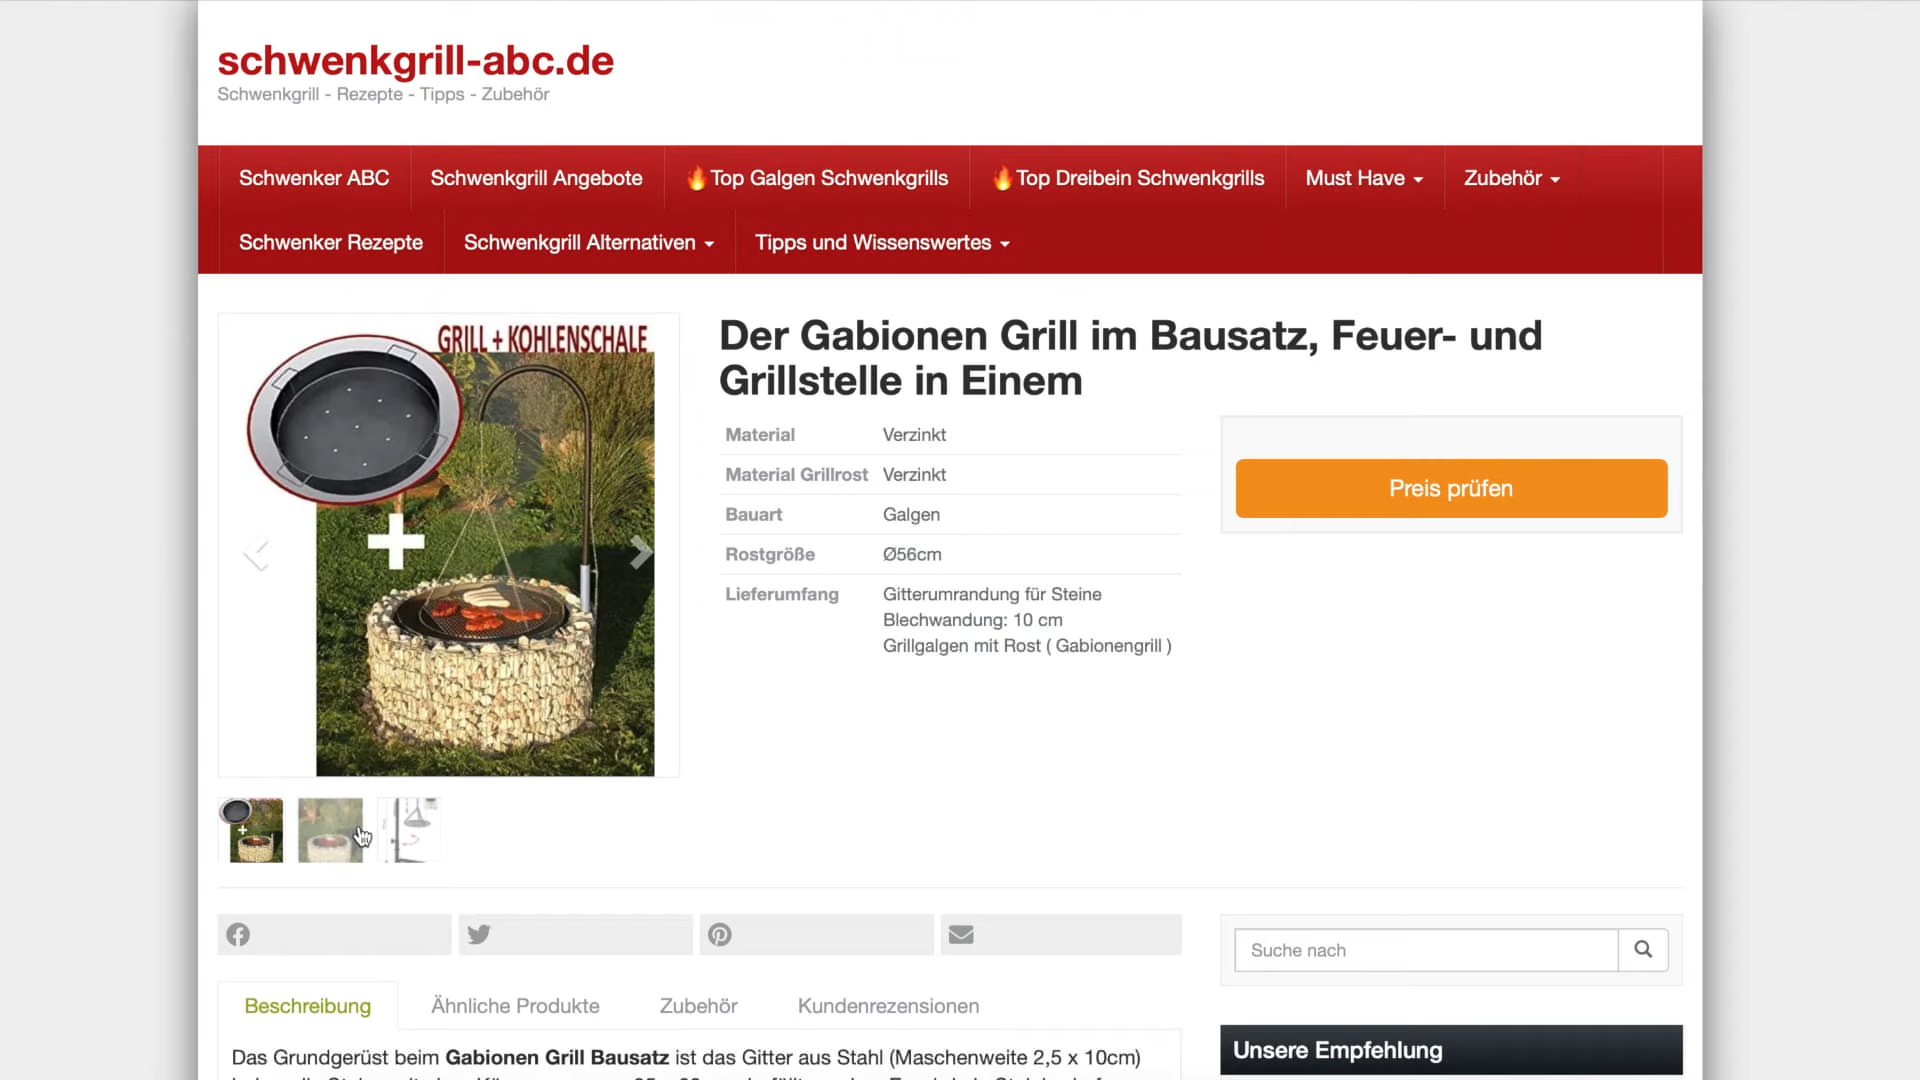 schwenkgrill-abc.de
Schwenkgrill - Rezepte - Tipps - Zubehör
Schwenker ABC
Schwenkgrill Angebote
🔥Top Galgen Schwenkgrills
🔥Top Dreibein Schwenkgrills
Must Have
Zubehör
Schwenker Rezepte
Schwenkgrill Alternativen
Tipps und Wissenswertes
GRILL + KOHLENSCHALE
+
Der Gabionen Grill im Bausatz, Feuer- und
Grillstelle in Einem
Material Verzinkt
Material Grillrost Verzinkt
Bauart Galgen
Rostgröße Ø56cm
Lieferumfang Gitterumrandung für Steine
Blechwandung: 10 cm
Grillgalgen mit Rost ( Gabionengrill )
Preis prüfen
Suche nach
Beschreibung
Ähnliche Produkte
Zubehör
Kundenrezensionen
Unsere Empfehlung
Das Grundgerüst beim Gabionen Grill Bausatz ist das Gitter aus Stahl (Maschenweite 2,5 x 10cm)